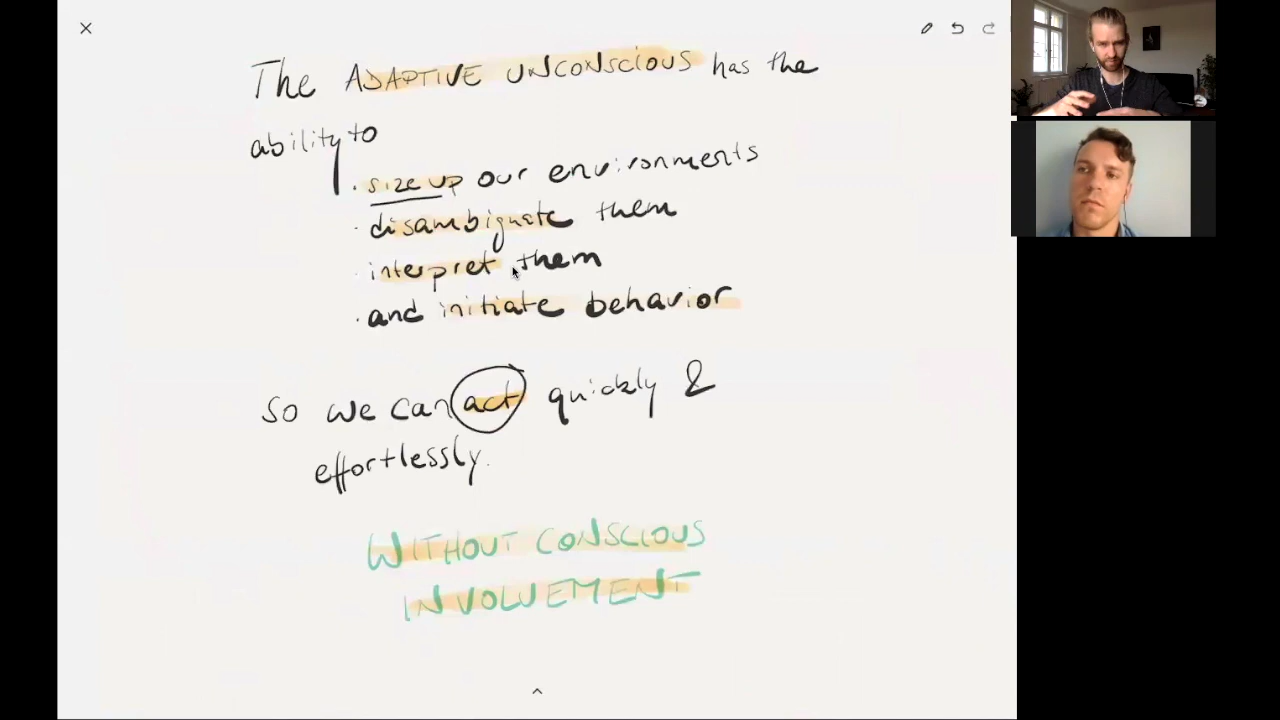 The ADAPTIVE UNCONSCIOUS has the
ability to
· size up our environments
· disambiguate them
· interpret them
· and initiate behavior
So we can act quickly &
effortlessly.
WITHOUT CONSCIOUS
INVOLVEMENT